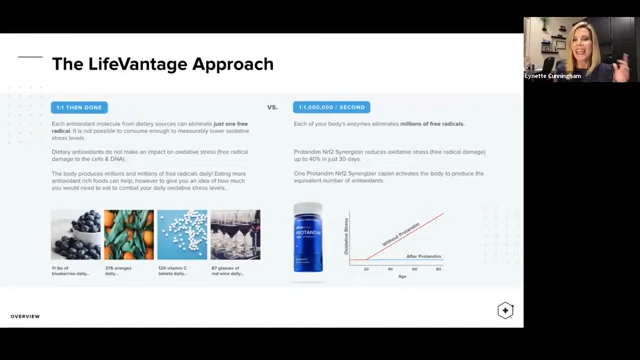 Lynette Cunningham
The LifeVantage Approach
1:1 THEN DONE
Each antioxidant molecule from dietary sources can eliminate just one free
radical. It is not possible to consume enough to measurably lower oxidative
stress levels.
Dietary antioxidants do not make an impact on oxidative stress (free radical
damage to the cells & DNA).
The body produces millions and millions of free radicals daily! Eating more
antioxidant rich foods can help, however to give you an idea of how much
you would need to eat to combat your daily oxidative stress levels...
11 lbs of
blueberries daily...
375 oranges
daily...
120 vitamin C
tablets daily...
87 glasses of
red wine daily...
VS.
1:1,000,000 / SECOND
Each of your body's enzymes eliminates millions of free radicals.
Protandim Nrf2 Synergizer reduces oxidative stress (free radical damage)
up to 40% in just 30 days.
One Protandim Nrf2 Synergizer caplet activates the body to produce the
equivalent number of antioxidants.
PROTANDIM
Oxidative Stress
Without Protandim
After Protandim
20 40 60 80
Age
OVERVIEW